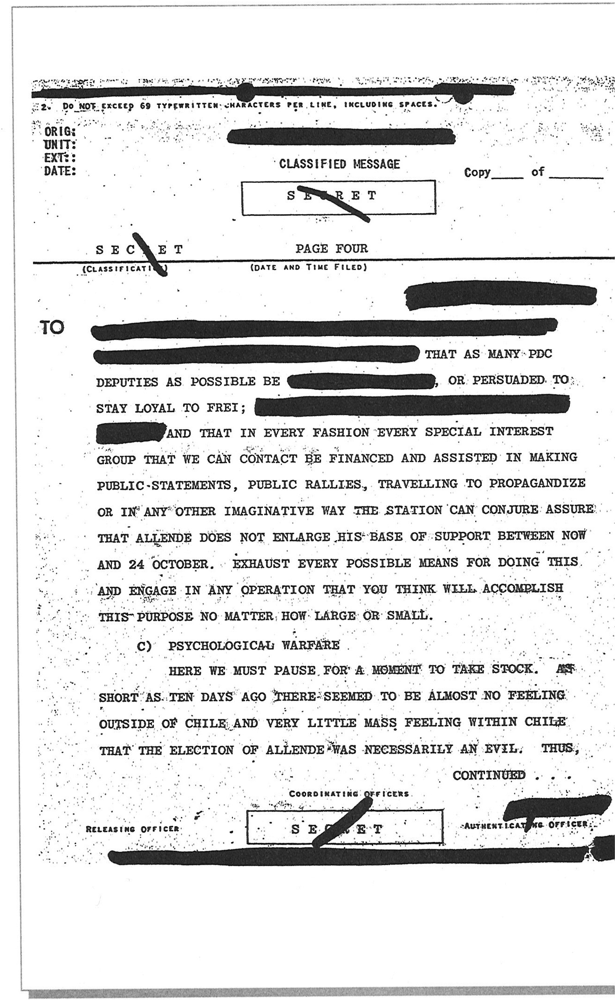 2. DO NOT EXCEED 69 TYPEWRITTEN CHARACTERS PER LINE, INCLUDING SPACES.
ORIG:
UNIT:
EXT::
DATE:
CLASSIFIED MESSAGE
Copy____ of ______
S E C R E T
S E C R E T PAGE FOUR
(CLASSIFICATION) (DATE AND TIME FILED)
TO
THAT AS MANY PDC
DEPUTIES AS POSSIBLE BE , OR PERSUADED TO
STAY LOYAL TO FREI;
AND THAT IN EVERY FASHION EVERY SPECIAL INTEREST
GROUP THAT WE CAN CONTACT BE FINANCED AND ASSISTED IN MAKING
PUBLIC STATEMENTS, PUBLIC RALLIES, TRAVELLING TO PROPAGANDIZE
OR IN ANY OTHER IMAGINATIVE WAY THE STATION CAN CONJURE ASSURE
THAT ALLENDE DOES NOT ENLARGE HIS BASE OF SUPPORT BETWEEN NOW
AND 24 OCTOBER. EXHAUST EVERY POSSIBLE MEANS FOR DOING THIS
AND ENGAGE IN ANY OPERATION THAT YOU THINK WILL ACCOMPLISH
THIS PURPOSE NO MATTER HOW LARGE OR SMALL.
C) PSYCHOLOGICAL WARFARE
HERE WE MUST PAUSE FOR A MOMENT TO TAKE STOCK. AS
SHORT AS TEN DAYS AGO THERE SEEMED TO BE ALMOST NO FEELING
OUTSIDE OF CHILE AND VERY LITTLE MASS FEELING WITHIN CHILE
THAT THE ELECTION OF ALLENDE WAS NECESSARILY AN EVIL. THUS,
CONTINUED . . .
COORDINATING OFFICERS
RELEASING OFFICER
S E C R E T
AUTHENTICATING OFFICER